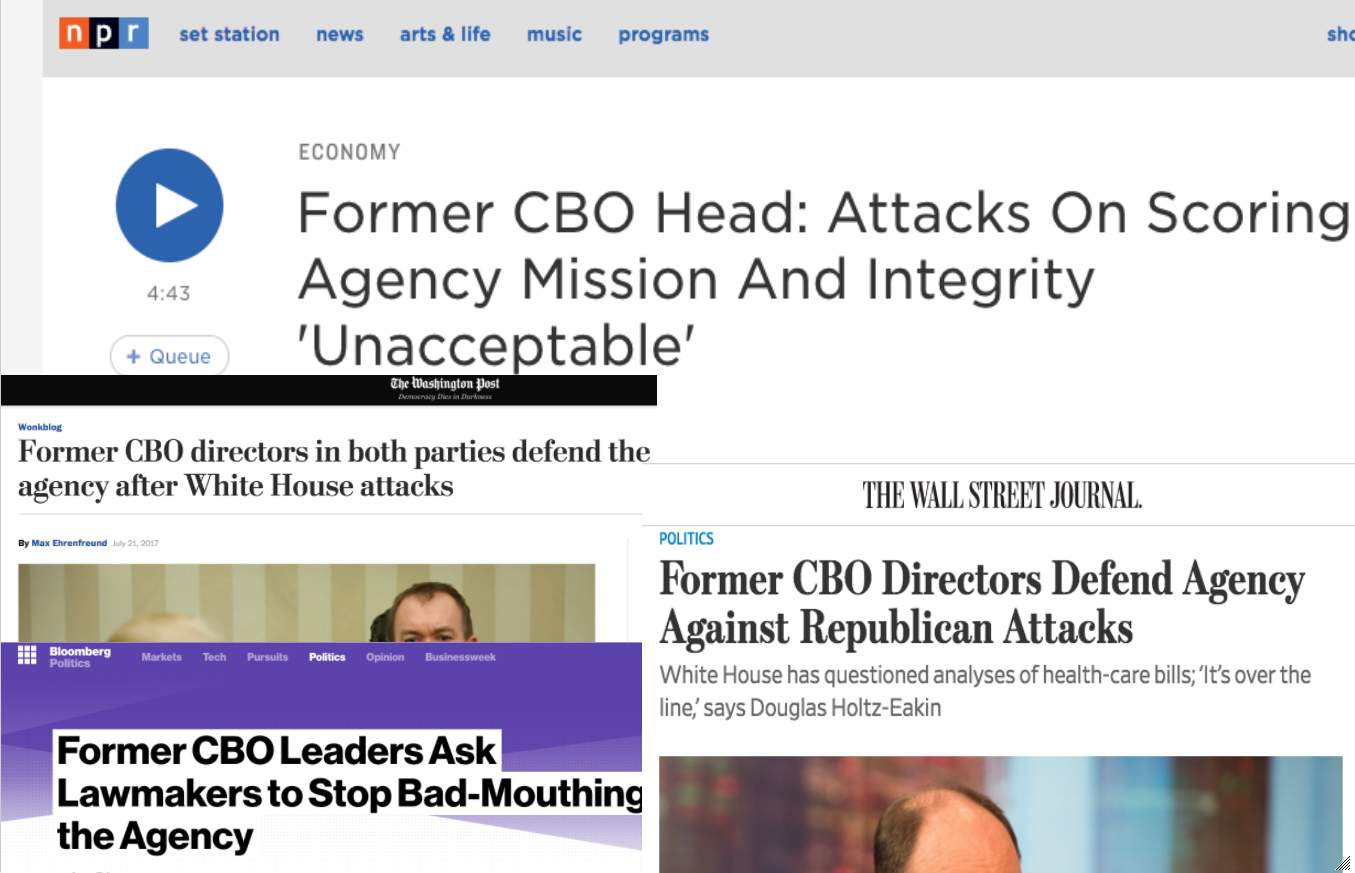 npr set station news arts & life music programs
ECONOMY
Former CBO Head: Attacks On Scoring
Agency Mission And Integrity
'Unacceptable'
4:43
+ Queue
The Washington Post
Democracy Dies in Darkness
Wonkblog
Former CBO directors in both parties defend the
agency after White House attacks
By Max Ehrenfreund July 21, 2017
Bloomberg
Politics
Markets Tech Pursuits Politics Opinion Businessweek
Former CBO Leaders Ask
Lawmakers to Stop Bad-Mouthing
the Agency
THE WALL STREET JOURNAL.
POLITICS
Former CBO Directors Defend Agency
Against Republican Attacks
White House has questioned analyses of health-care bills; ‘It’s over the
line,’ says Douglas Holtz-Eakin